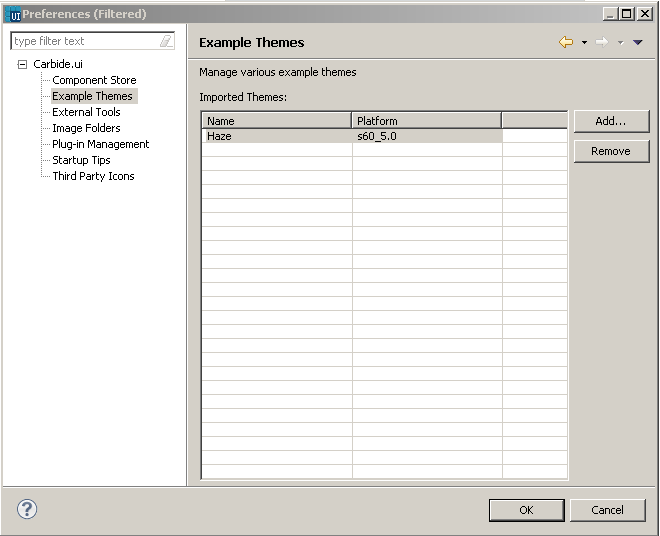 UI Preferences (Filtered)
type filter text
Carbide.ui
Component Store
Example Themes
External Tools
Image Folders
Plug-in Management
Startup Tips
Third Party Icons
Example Themes
Manage various example themes
Imported Themes:
Name Platform
Haze s60_5.0
Add...
Remove
?
OK Cancel